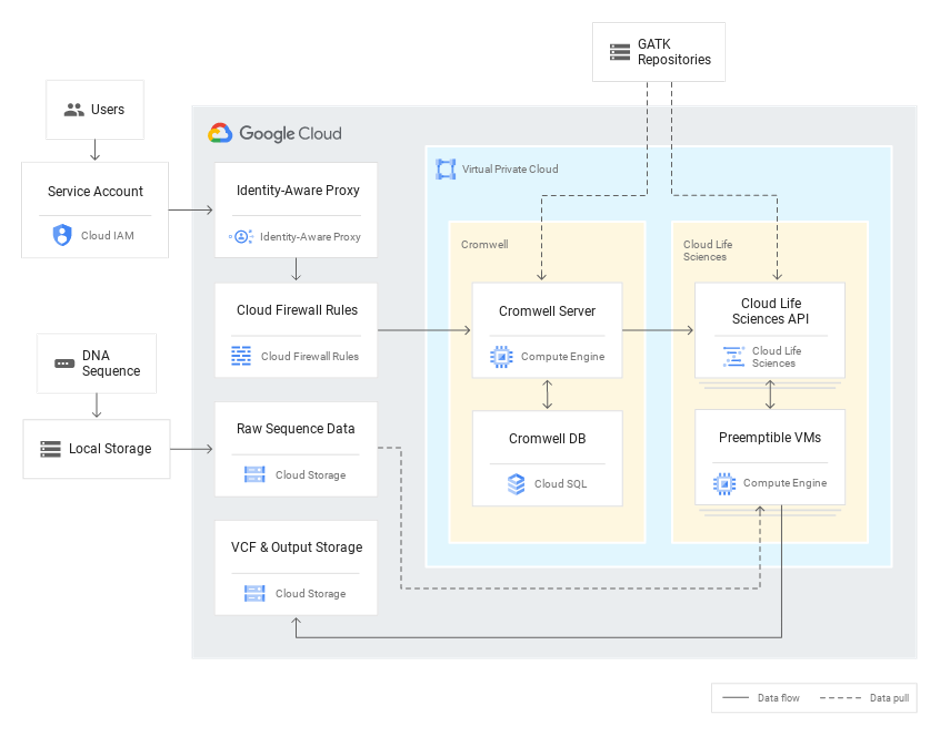 GATK
Repositories
Users
Google Cloud
Service Account
Cloud IAM
Identity-Aware Proxy
Identity-Aware Proxy
Virtual Private Cloud
Cromwell
Cloud Life
Sciences
Cloud Firewall Rules
Cloud Firewall Rules
Cromwell Server
Compute Engine
Cloud Life
Sciences API
Cloud Life
Sciences
DNA
Sequence
Local Storage
Raw Sequence Data
Cloud Storage
Cromwell DB
Cloud SQL
Preemptible VMs
Compute Engine
VCF & Output Storage
Cloud Storage
Data flow
Data pull